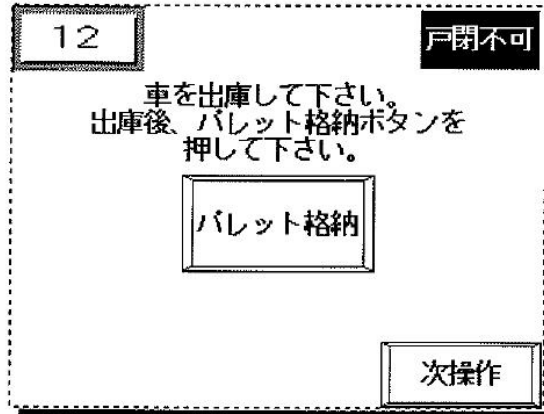 12
戸閉不可
車を出庫して下さい。
出庫後、パレット格納ボタンを
押して下さい。
パレット格納
次操作